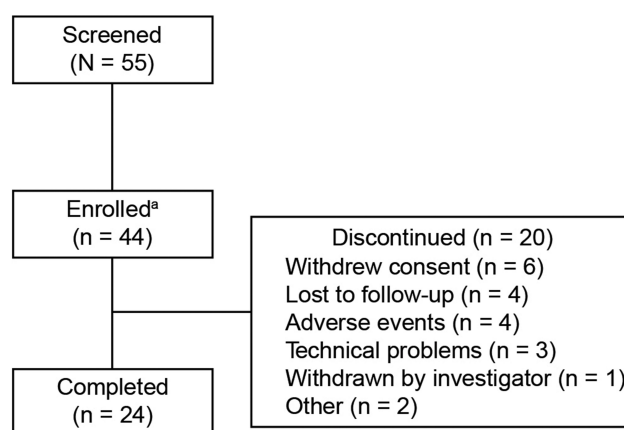 Screened
(N = 55)
Enrolledᵃ
(n = 44)
Discontinued (n = 20)
Withdrew consent (n = 6)
Lost to follow-up (n = 4)
Adverse events (n = 4)
Technical problems (n = 3)
Withdrawn by investigator (n = 1)
Other (n = 2)
Completed
(n = 24)